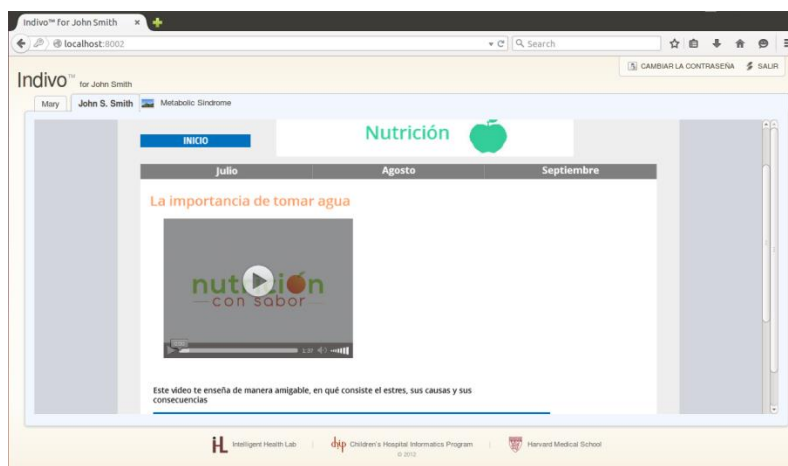 Indivo™ for John Smith
localhost:8002
Search
CAMBIAR LA CONTRASEÑA
SALIR
Indivo™ for John Smith
Mary
John S. Smith
Metabolic Sindrome
INICIO
Nutrición
Julio
Agosto
Septiembre
La importancia de tomar agua
nutrición
con sabor
Este video te enseña de manera amigable, en qué consiste el estres, sus causas y sus
consecuencias
Intelligent Health Lab
chip Children's Hospital Informatics Program
© 2012
Harvard Medical School